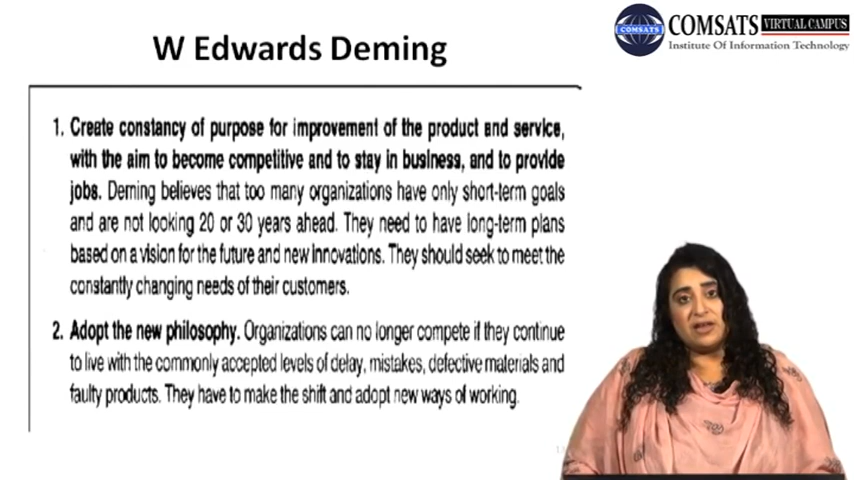 W Edwards Deming
COMSATS
COMSATS VIRTUAL CAMPUS
Institute Of Information Technology
1. Create constancy of purpose for improvement of the product and service,
with the aim to become competitive and to stay in business, and to provide
jobs. Deming believes that too many organizations have only short-term goals
and are not looking 20 or 30 years ahead. They need to have long-term plans
based on a vision for the future and new innovations. They should seek to meet the
constantly changing needs of their customers.
2. Adopt the new philosophy. Organizations can no longer compete if they continue
to live with the commonly accepted levels of delay, mistakes, defective materials and
faulty products. They have to make the shift and adopt new ways of working.